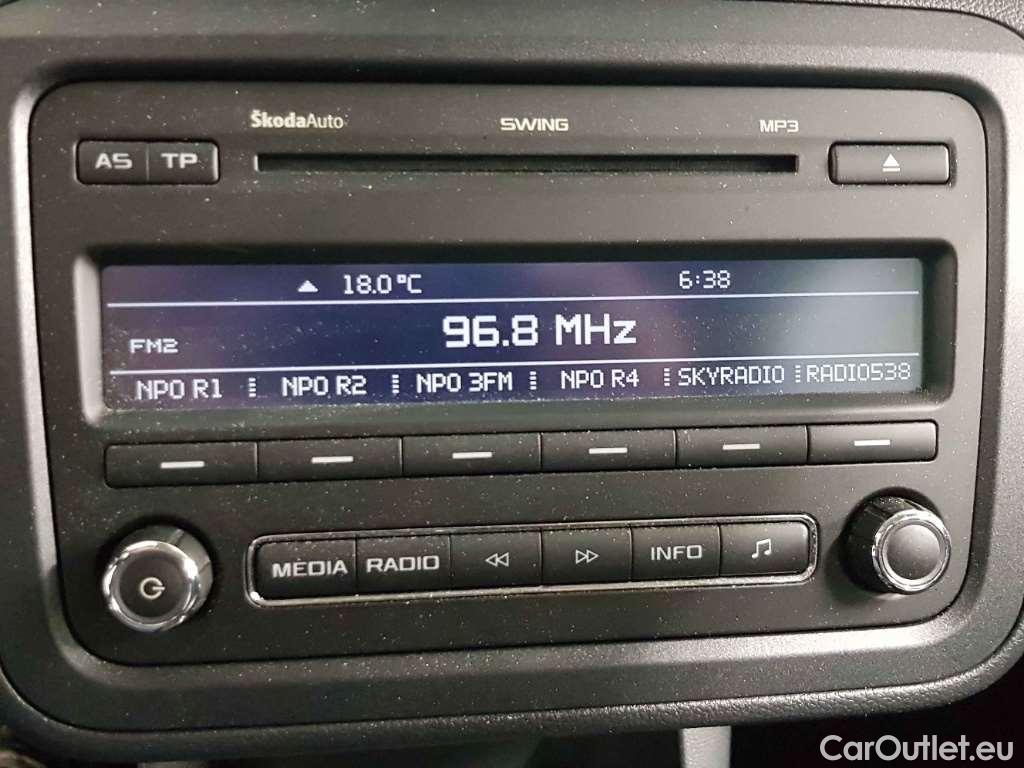 ŠkodaAuto SWING MP3
AS TP
18.0°C 6:38
96.8 MHz
FM2
NPO R1 NPO R2 NPO 3FM NPO R4 SKYRADIO RADIO538
MEDIA RADIO INFO
CarOutlet.eu